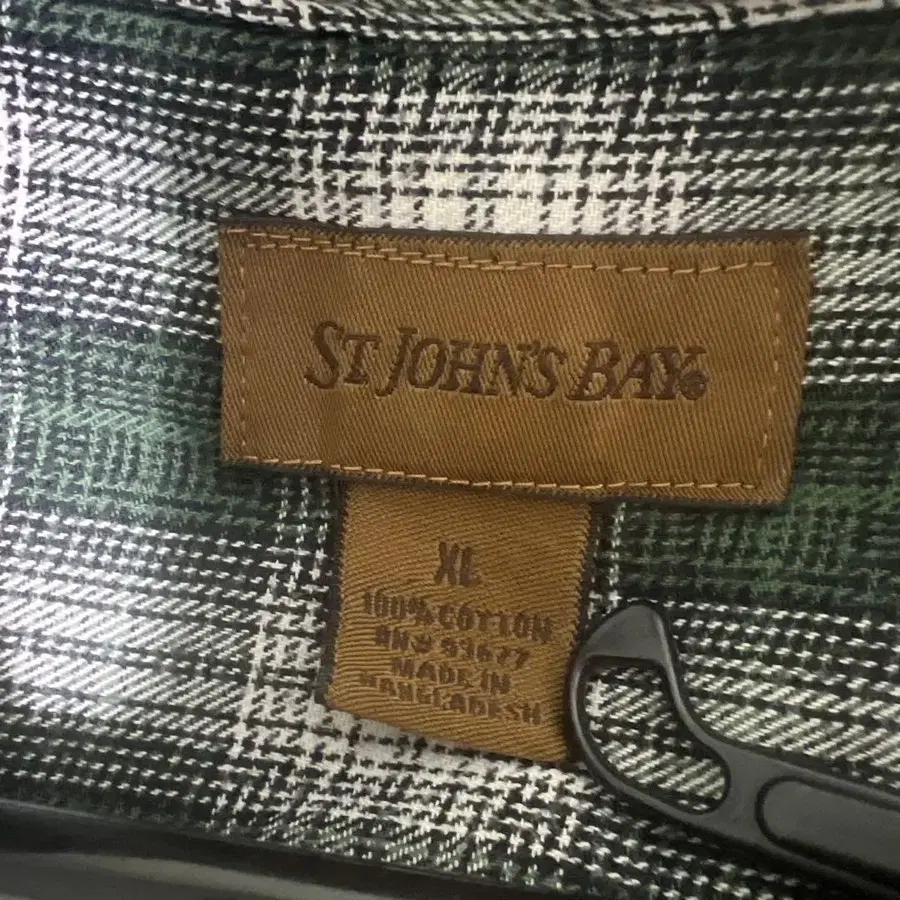 ST JOHN'S BAY®
XL
100% COTTON
RN# 93677
MADE IN
BANGLADESH